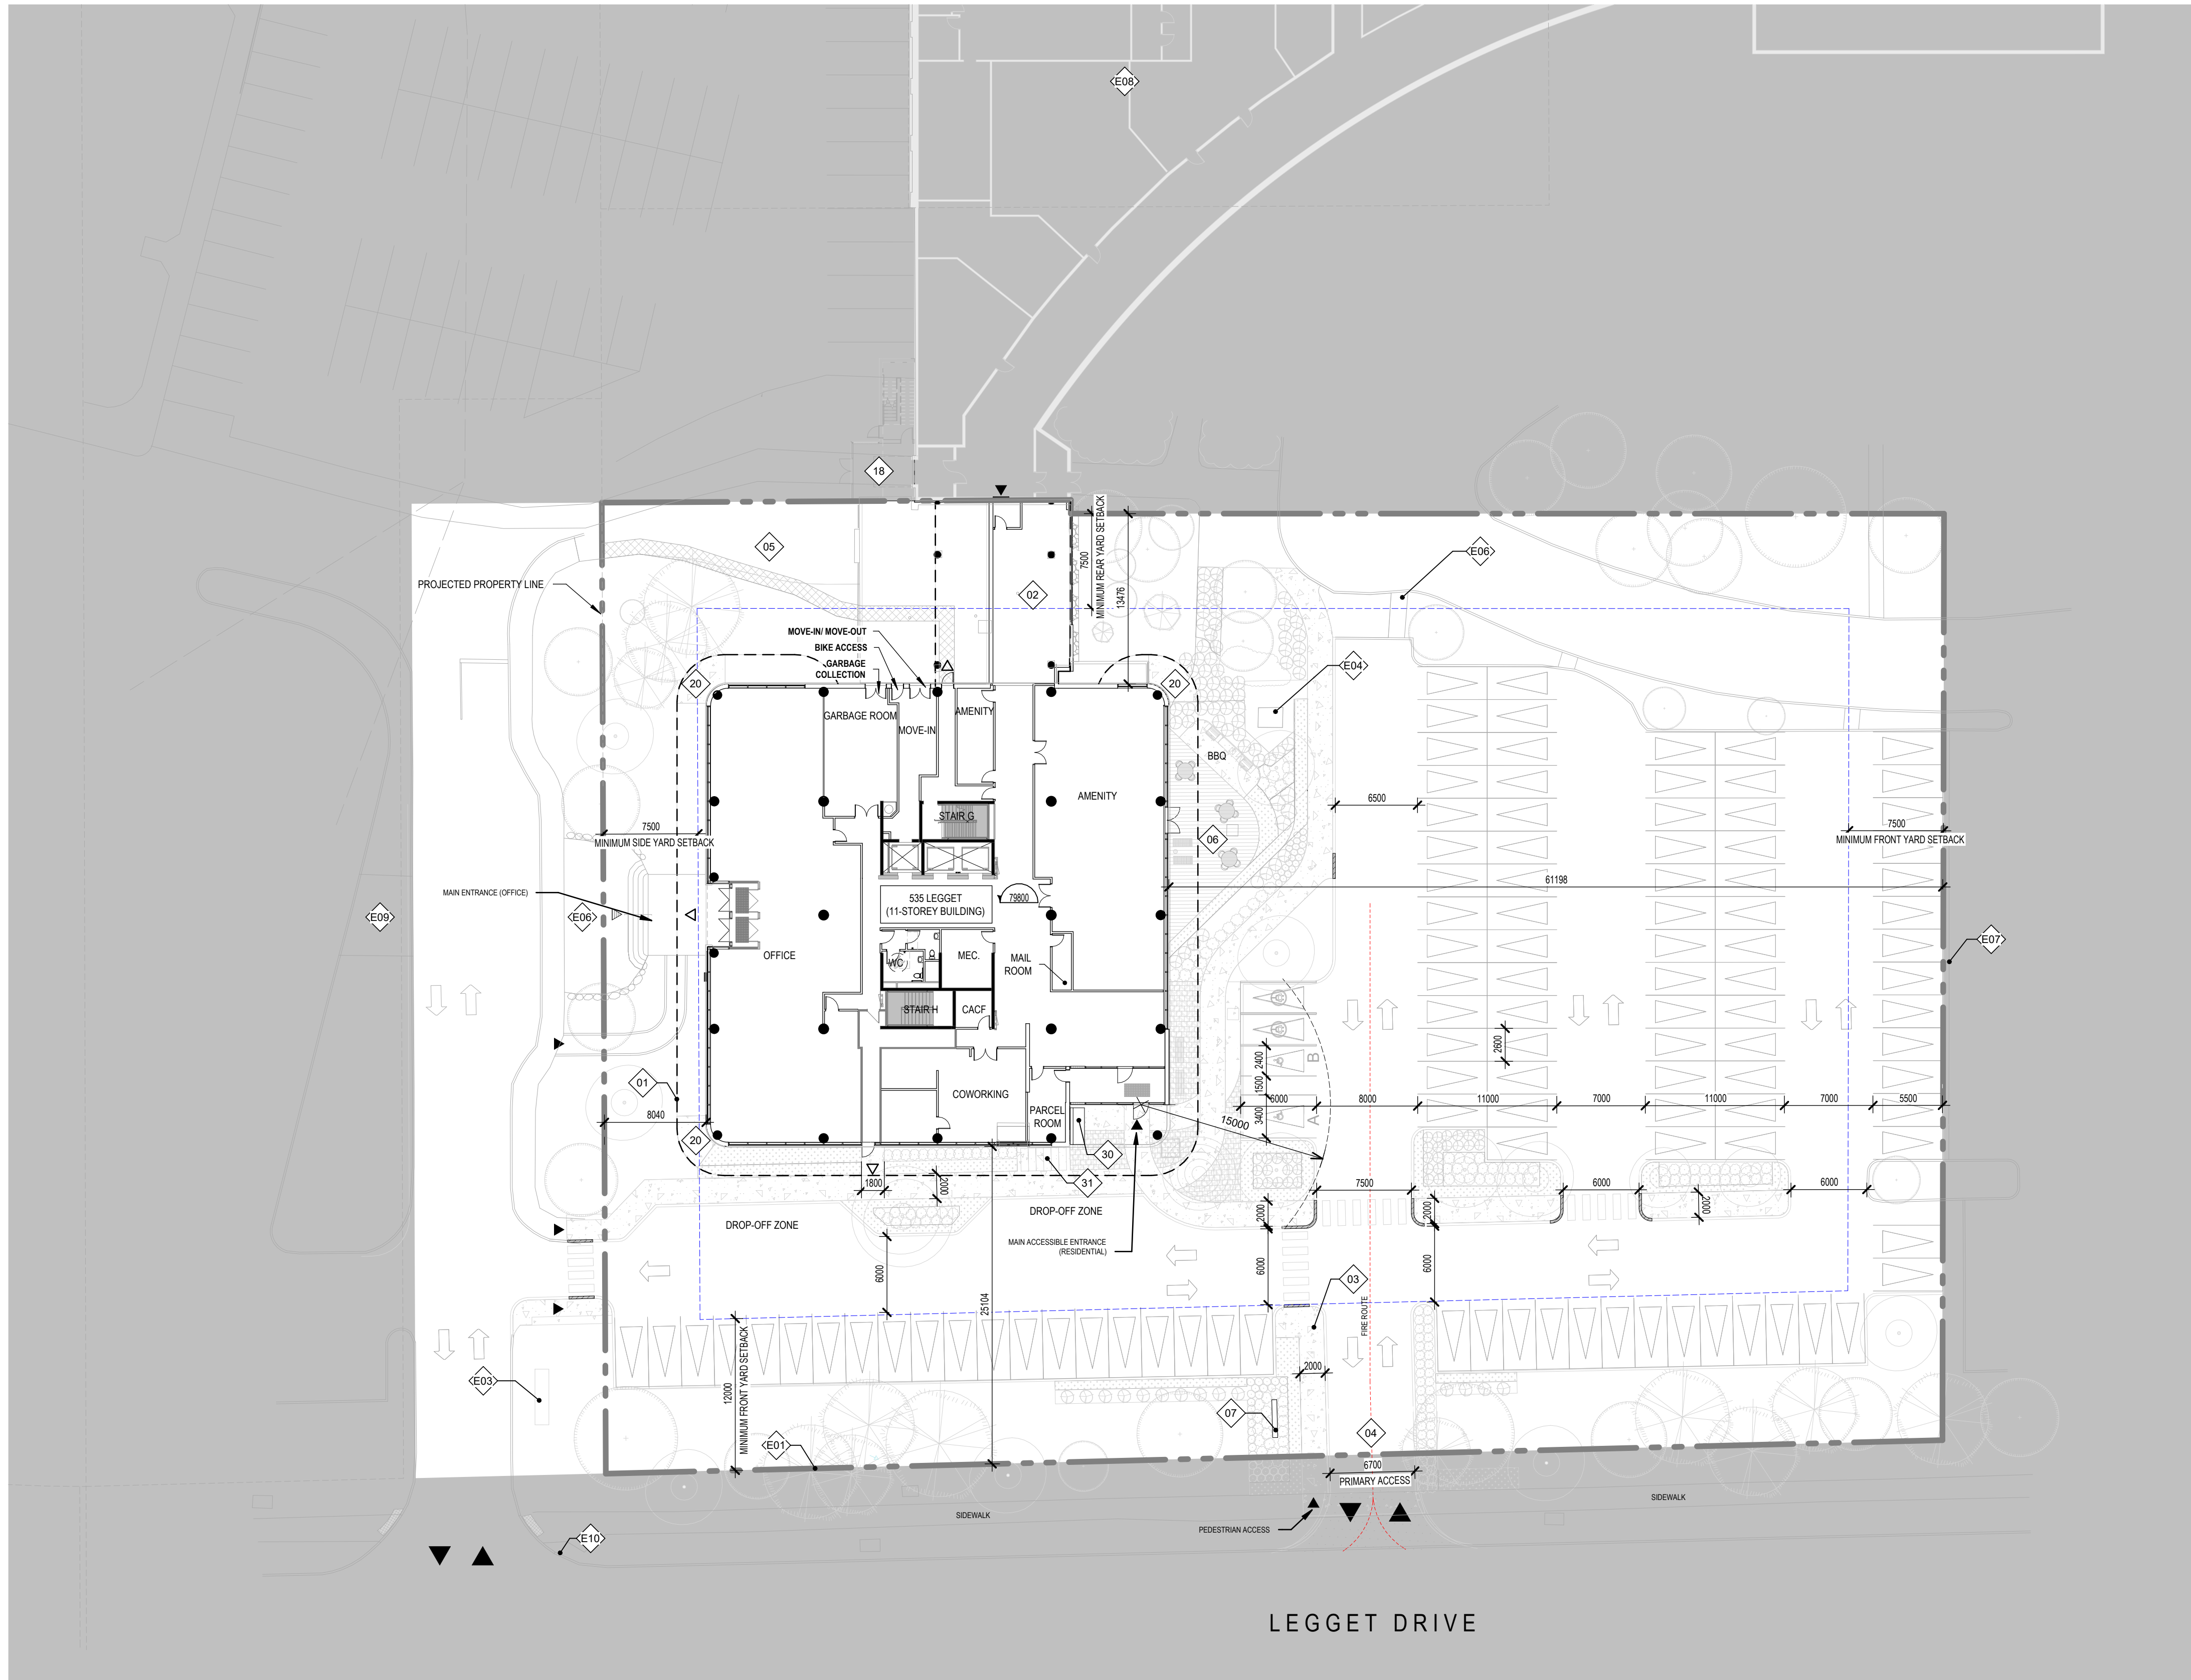 E08
18
05
PROJECTED PROPERTY LINE
02
7500
MINIMUM REAR YARD SETBACK
13476
E06
MOVE-IN/ MOVE-OUT
BIKE ACCESS
GARBAGE
COLLECTION
E04
20
20
GARBAGE ROOM
AMENITY
MOVE-IN
BBQ
AMENITY
6500
STAIR G
7500
MINIMUM SIDE YARD SETBACK
06
7500
MINIMUM FRONT YARD SETBACK
61198
MAIN ENTRANCE (OFFICE)
535 LEGGET
(11-STOREY BUILDING)
79800
E09
E06
E07
OFFICE
WC
MEC.
MAIL
ROOM
STAIR H
CACF
2600
2400
B
1500
01
COWORKING
6000
8000
11000
7000
11000
7000
5500
8040
PARCEL
ROOM
3400
A
15000
20
30
31
1800
2000
7500
6000
6000
2000
2000
2000
DROP-OFF ZONE
DROP-OFF ZONE
MAIN ACCESSIBLE ENTRANCE
(RESIDENTIAL)
6000
6000
6000
25104
03
FIRE ROUTE
12000
MINIMUM FRONT YARD SETBACK
2000
E03
07
04
E01
6700
PRIMARY ACCESS
SIDEWALK
SIDEWALK
PEDESTRIAN ACCESS
E10
LEGGET DRIVE